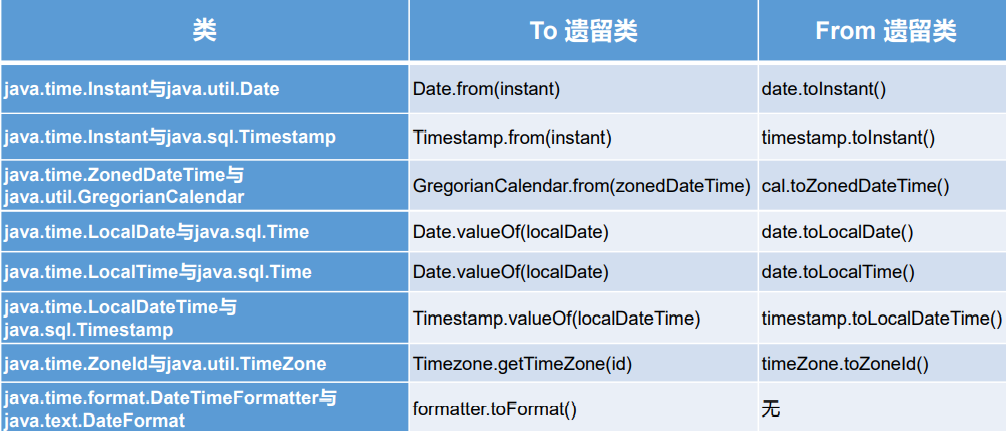 类 To 遗留类 From 遗留类
java.time.Instant与java.util.Date Date.from(instant) date.toInstant()
java.time.Instant与java.sql.Timestamp Timestamp.from(instant) timestamp.toInstant()
java.time.ZonedDateTime与
java.util.GregorianCalendar GregorianCalendar.from(zonedDateTime) cal.toZonedDateTime()
java.time.LocalDate与java.sql.Time Date.valueOf(localDate) date.toLocalDate()
java.time.LocalTime与java.sql.Time Date.valueOf(localDate) date.toLocalTime()
java.time.LocalDateTime与
java.sql.Timestamp Timestamp.valueOf(localDateTime) timestamp.toLocalDateTime()
java.time.ZoneId与java.util.TimeZone Timezone.getTimeZone(id) timeZone.toZoneId()
java.time.format.DateTimeFormatter与
java.text.DateFormat formatter.toFormat() 无